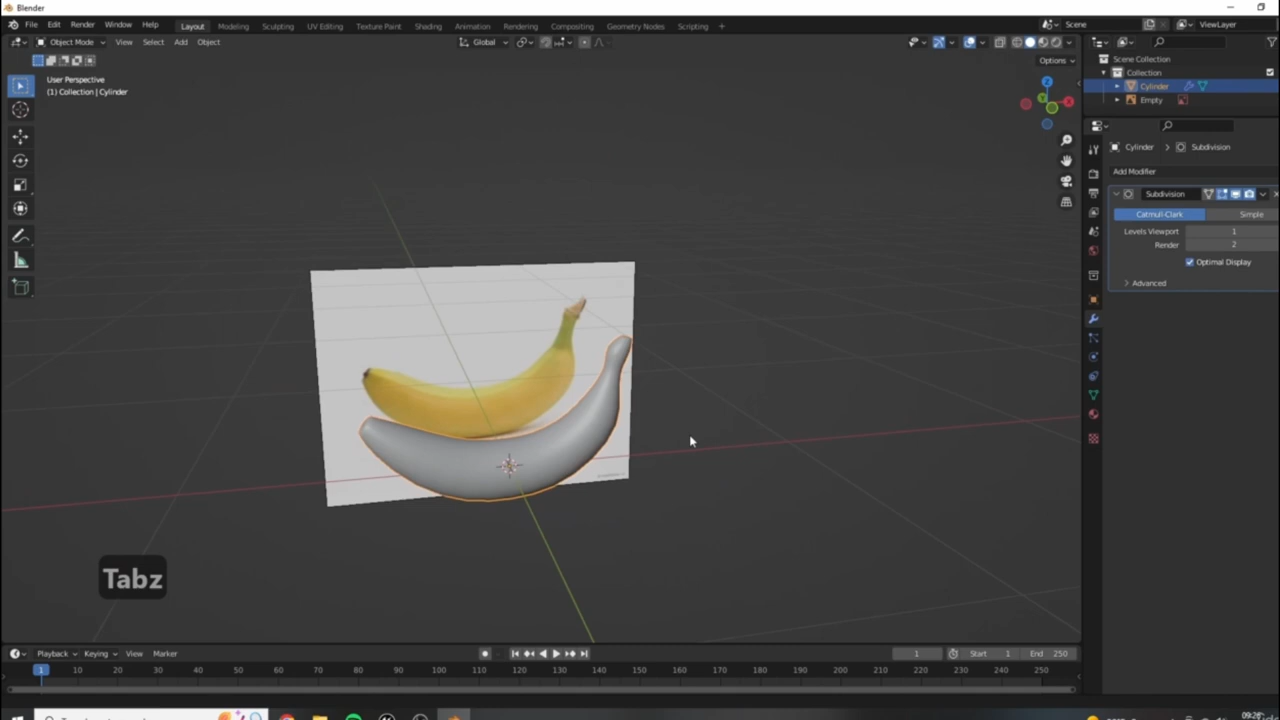 Blender
File Edit Render Window Help Layout Modeling Sculpting UV Editing Texture Paint Shading Animation Rendering Compositing Geometry Nodes Scripting + Scene ViewLayer
Object Mode View Select Add Object Global
Options
User Perspective
(1) Collection | Cylinder
Z
X
Y
Scene Collection
Collection
Cylinder
Empty
Cylinder > Subdivision
Add Modifier
Subdivision
Catmull-Clark Simple
Levels Viewport 1
Render 2
Optimal Display
Advanced
Tabz
Playback Keying View Marker 1 Start 1 End 250
1 10 20 30 40 50 60 70 80 90 100 110 120 130 140 150 160 170 180 190 200 210 220 230 240 250